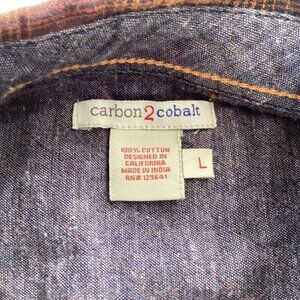 carbon2cobalt
100% COTTON
DESIGNED IN
CALIFORNIA
MADE IN INDIA
RN# 129641
L